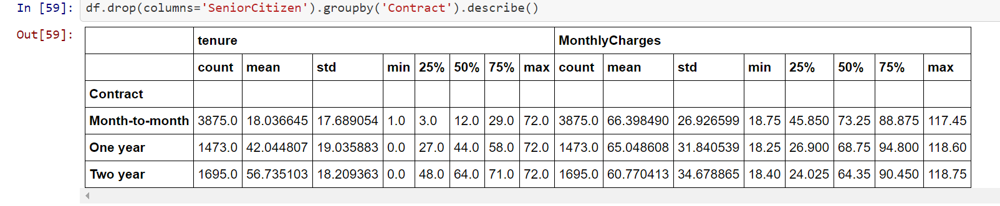 In [59]: df.drop(columns='SeniorCitizen').groupby('Contract').describe()
Out[59]:
tenure MonthlyCharges
count mean std min 25% 50% 75% max count mean std min 25% 50% 75% max
Contract
Month-to-month 3875.0 18.036645 17.689054 1.0 3.0 12.0 29.0 72.0 3875.0 66.398490 26.926599 18.75 45.850 73.25 88.875 117.45
One year 1473.0 42.044807 19.035883 0.0 27.0 44.0 58.0 72.0 1473.0 65.048608 31.840539 18.25 26.900 68.75 94.800 118.60
Two year 1695.0 56.735103 18.209363 0.0 48.0 64.0 71.0 72.0 1695.0 60.770413 34.678865 18.40 24.025 64.35 90.450 118.75